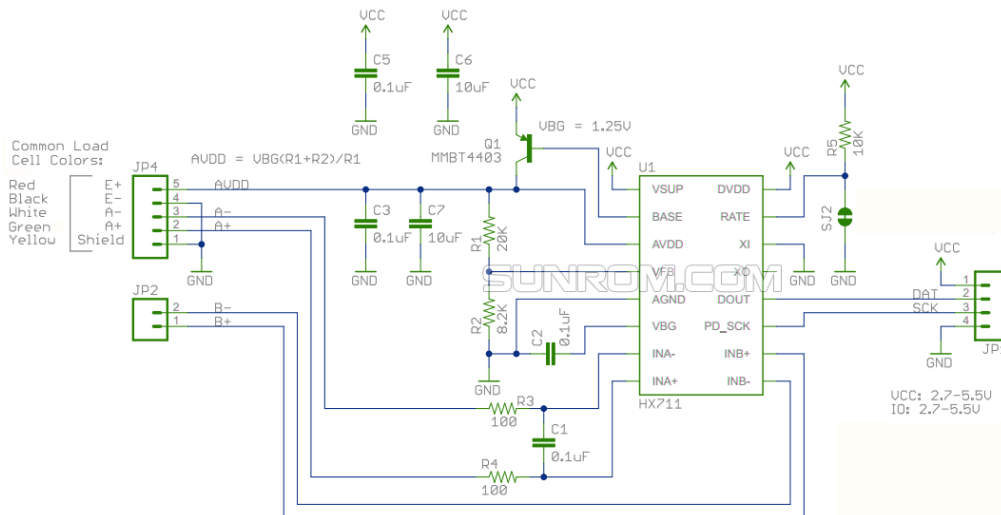 VCC
VCC
C5
0.1uF
C6
10uF
GND
GND
VCC
VBG = 1.25V
Q1
MMBT4403
VCC
R5
10K
Common Load
Cell Colors:
JP4
AVDD = VBG(R1+R2)/R1
Red E+ 5 AVDD
Black E- 4
White A- 3 A-
Green A+ 2 A+
Yellow Shield 1
GND
C3
0.1uF
C7
10uF
GND
GND
R1
20K
R2
8.2K
C2
0.1uF
GND
VCC
U1
VCC
VSUP DVDD
BASE RATE
AVDD XI
VFB XO
AGND DOUT
VBG PD_SCK
INA- INB+
INA+ INB-
HX711
GND
SJ2
GND
SUNROM.COM
JP2
2 B-
1 B+
VCC
1
DAT 2
SCK 3
4
GND
VCC: 2.7-5.5V
IO: 2.7-5.5V
R3
100
C1
0.1uF
R4
100